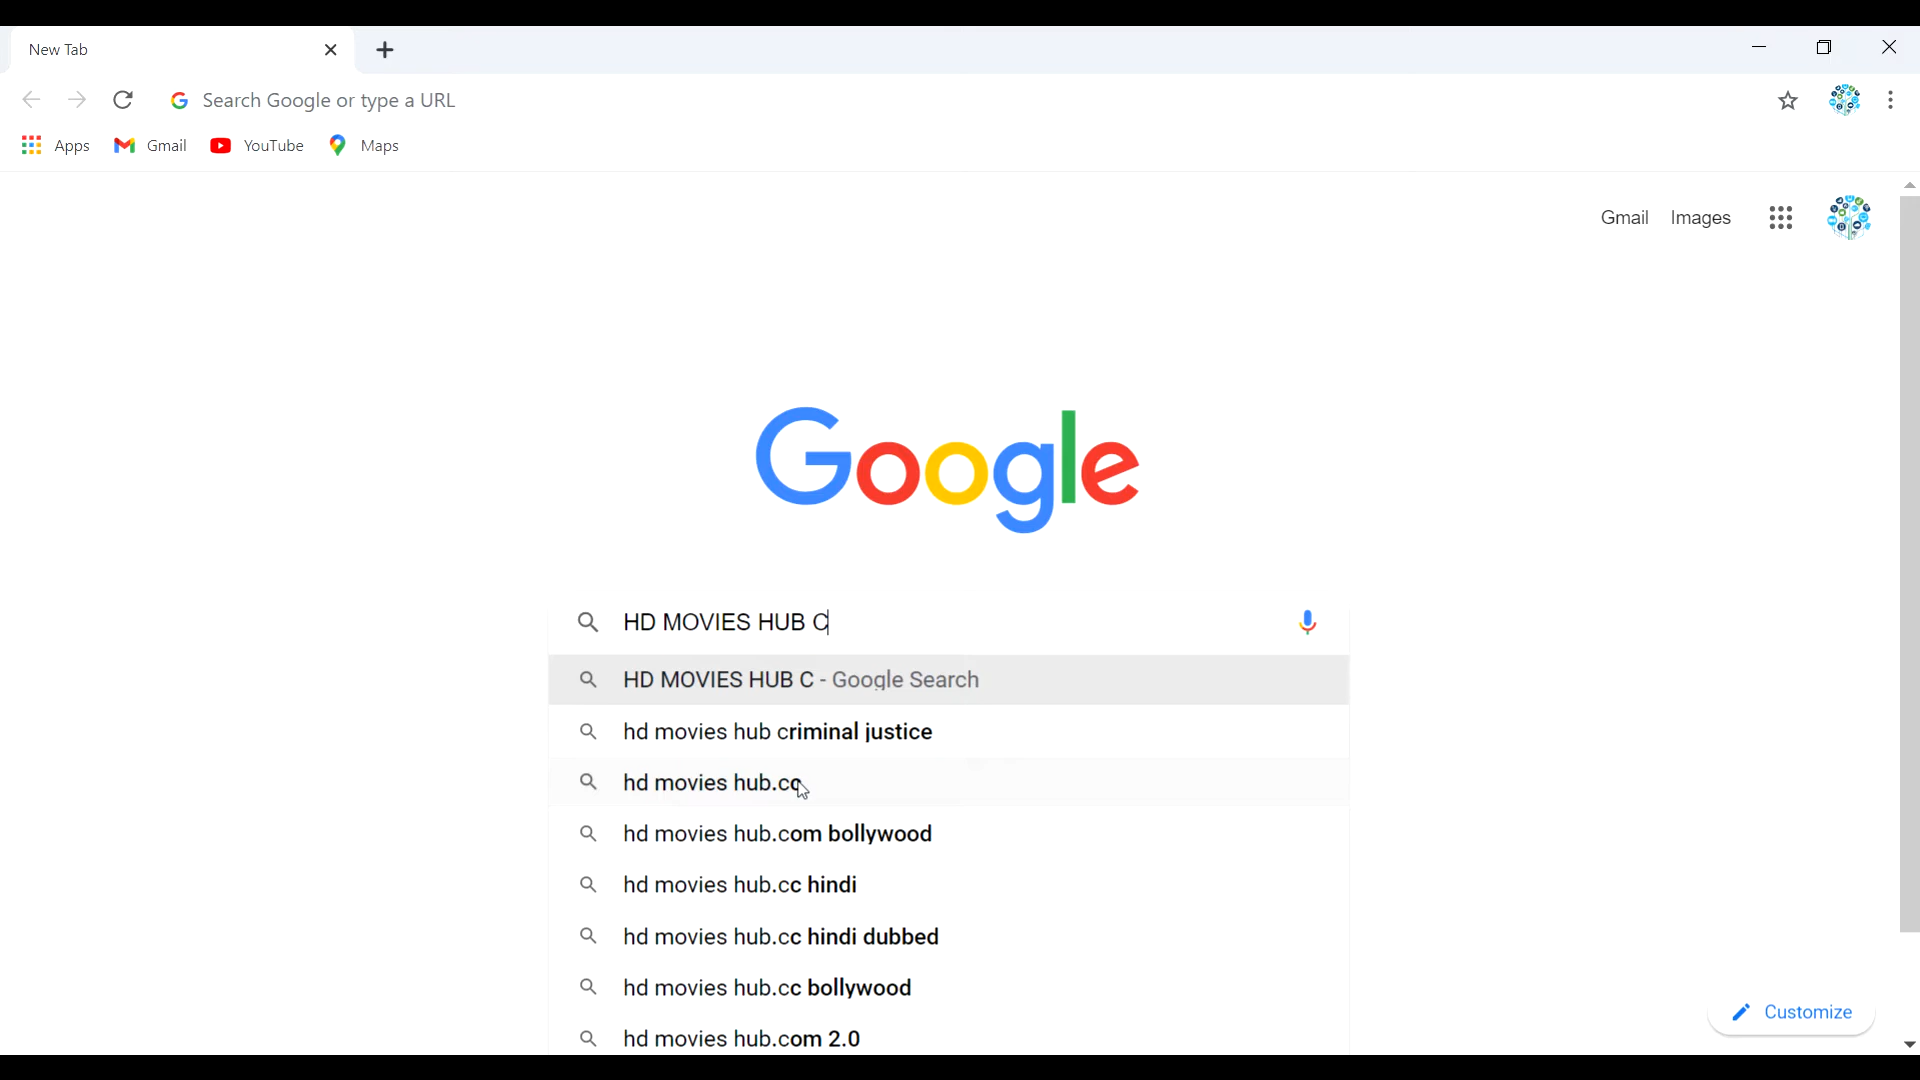 New Tab
Search Google or type a URL
Apps Gmail YouTube Maps
Gmail Images
Google
HD MOVIES HUB C
HD MOVIES HUB C - Google Search
hd movies hub criminal justice
hd movies hub.cc
hd movies hub.com bollywood
hd movies hub.cc hindi
hd movies hub.cc hindi dubbed
hd movies hub.cc bollywood
hd movies hub.com 2.0
Customize